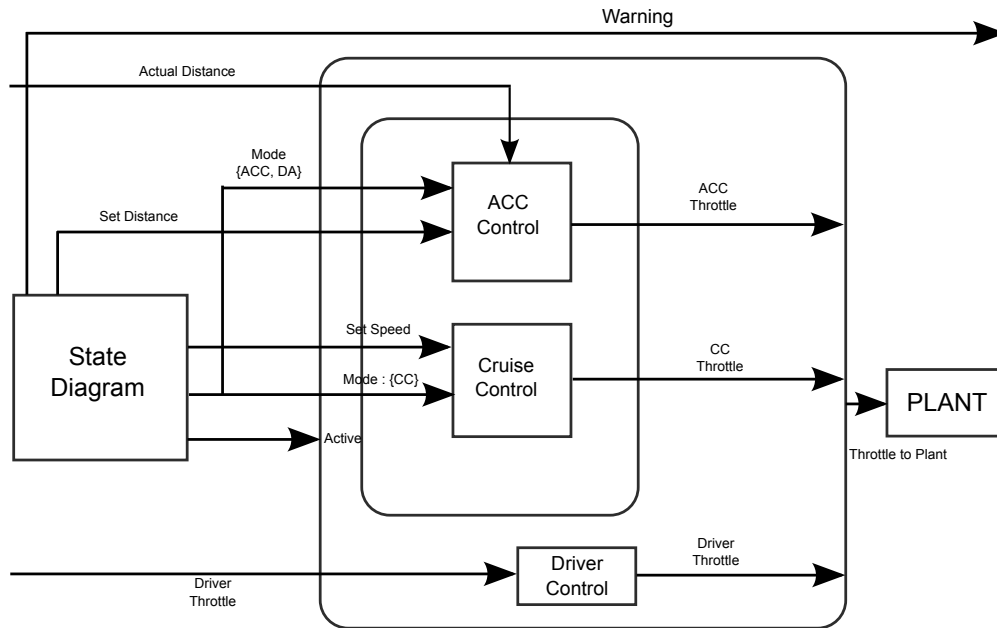 Warning
Actual Distance
Mode
{ACC, DA}
ACC
Control
ACC
Throttle
Set Distance
State
Diagram
Set Speed
Mode : {CC}
Cruise
Control
CC
Throttle
PLANT
Active
Throttle to Plant
Driver
Throttle
Driver
Control
Driver
Throttle